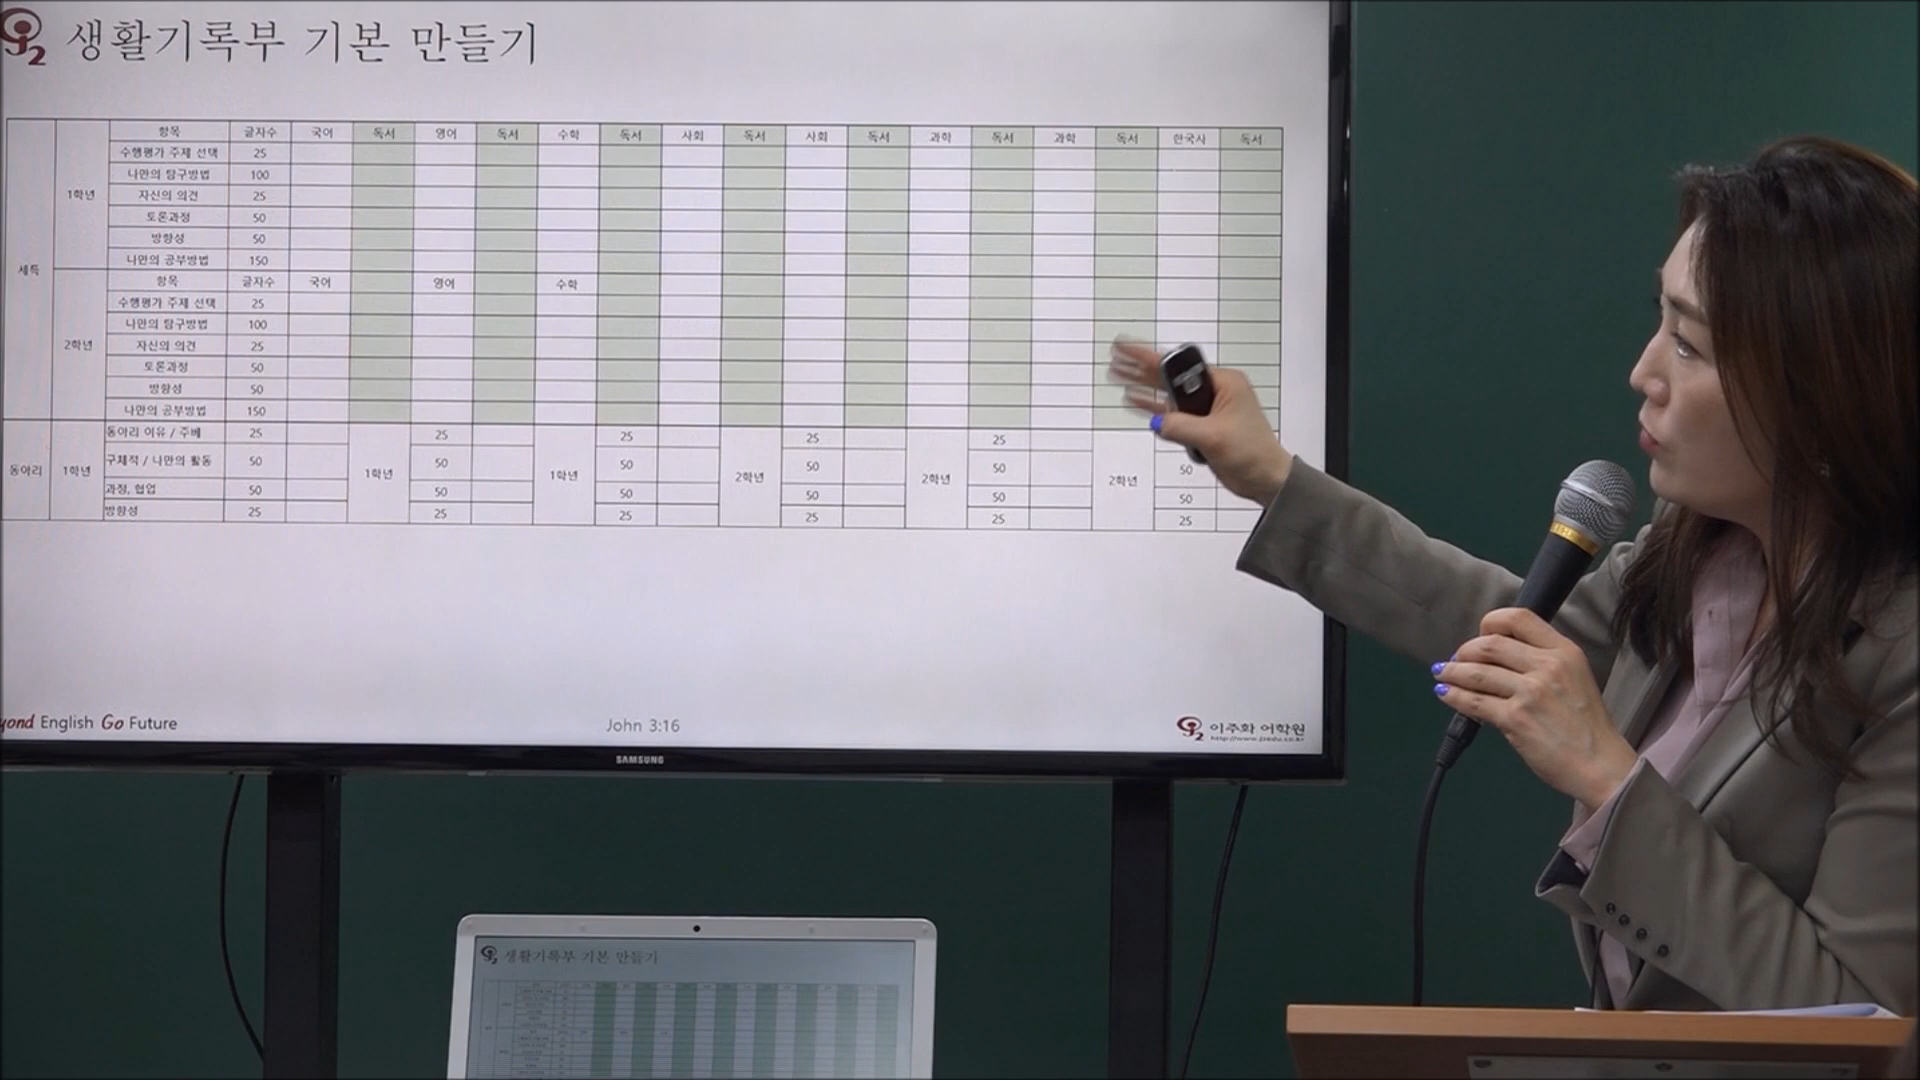 생활기록부 기본 만들기
항목 글자수 국어 독서 영어 독서 수학 독서 사회 독서 사회 독서 과학 독서 과학 독서 한국사 독서
수행평가 주제 선택 25
나만의 탐구방법 100
1학년 자신의 의견 25
토론과정 50
방향성 50
나만의 공부방법 150
세특
항목 글자수 국어 영어 수학
수행평가 주제 선택 25
나만의 탐구방법 100
2학년 자신의 의견 25
토론과정 50
방향성 50
나만의 공부방법 150
동아리 이유 / 주베 25 25 25 25 25
동아리 1학년 구체적 / 나만의 활동 50 1학년 50 1학년 50 2학년 50 2학년 50 2학년 50
과정, 협업 50 50 50 50 50 50
방향성 25 25 25 25 25 25
yond English Go Future
John 3:16
이주화 어학원
SAMSUNG
생활기록부 기본 만들기